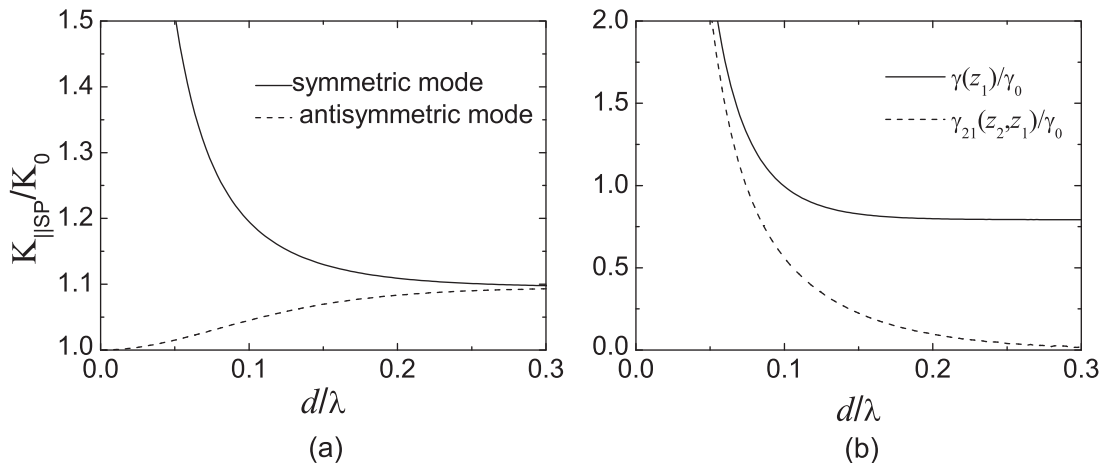 1.5
1.4
1.3
1.2
1.1
1.0
K||SP/K0
0.0 0.1 0.2 0.3
d/λ
symmetric mode
antisymmetric mode
(a)
2.0
1.5
1.0
0.5
0.0
0.0 0.1 0.2 0.3
d/λ
γ(z1)/γ0
γ21(z2,z1)/γ0
(b)